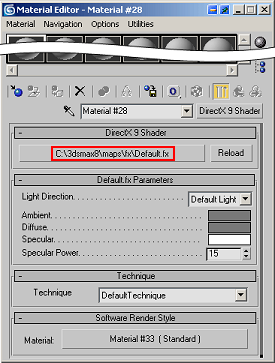 Material Editor - Material #28
Material Navigation Options Utilities
Material #28 DirectX 9 Shader
DirectX 9 Shader
C:\3dsmax8\maps\fx\Default.fx Reload
Default.fx Parameters
Light Direction. . . . . . . . . . . . . . . . . Default Light
Ambient:
Diffuse:
Specular:
Specular Power: 15
Technique
Technique DefaultTechnique
Software Render Style
Material: Material #33 ( Standard )